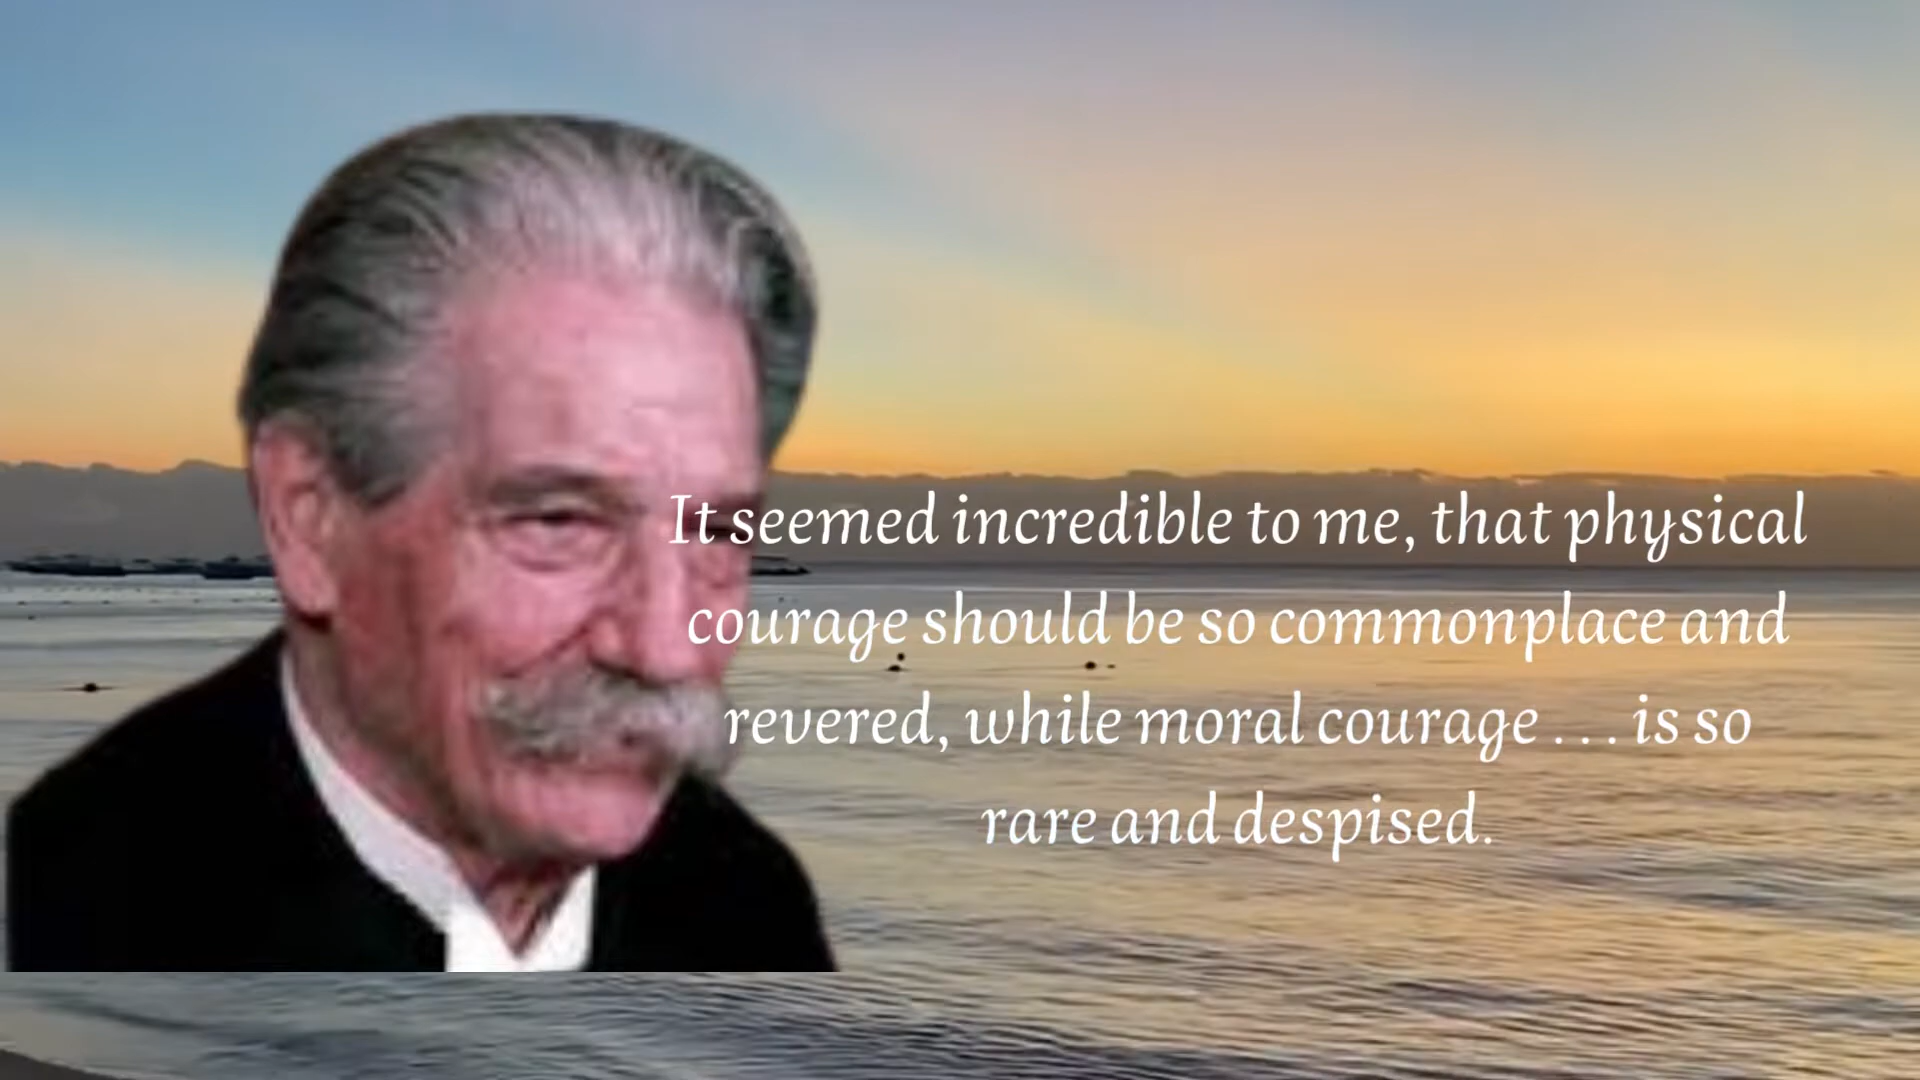 It seemed incredible to me, that physical
courage should be so commonplace and
revered, while moral courage . . . is so
rare and despised.